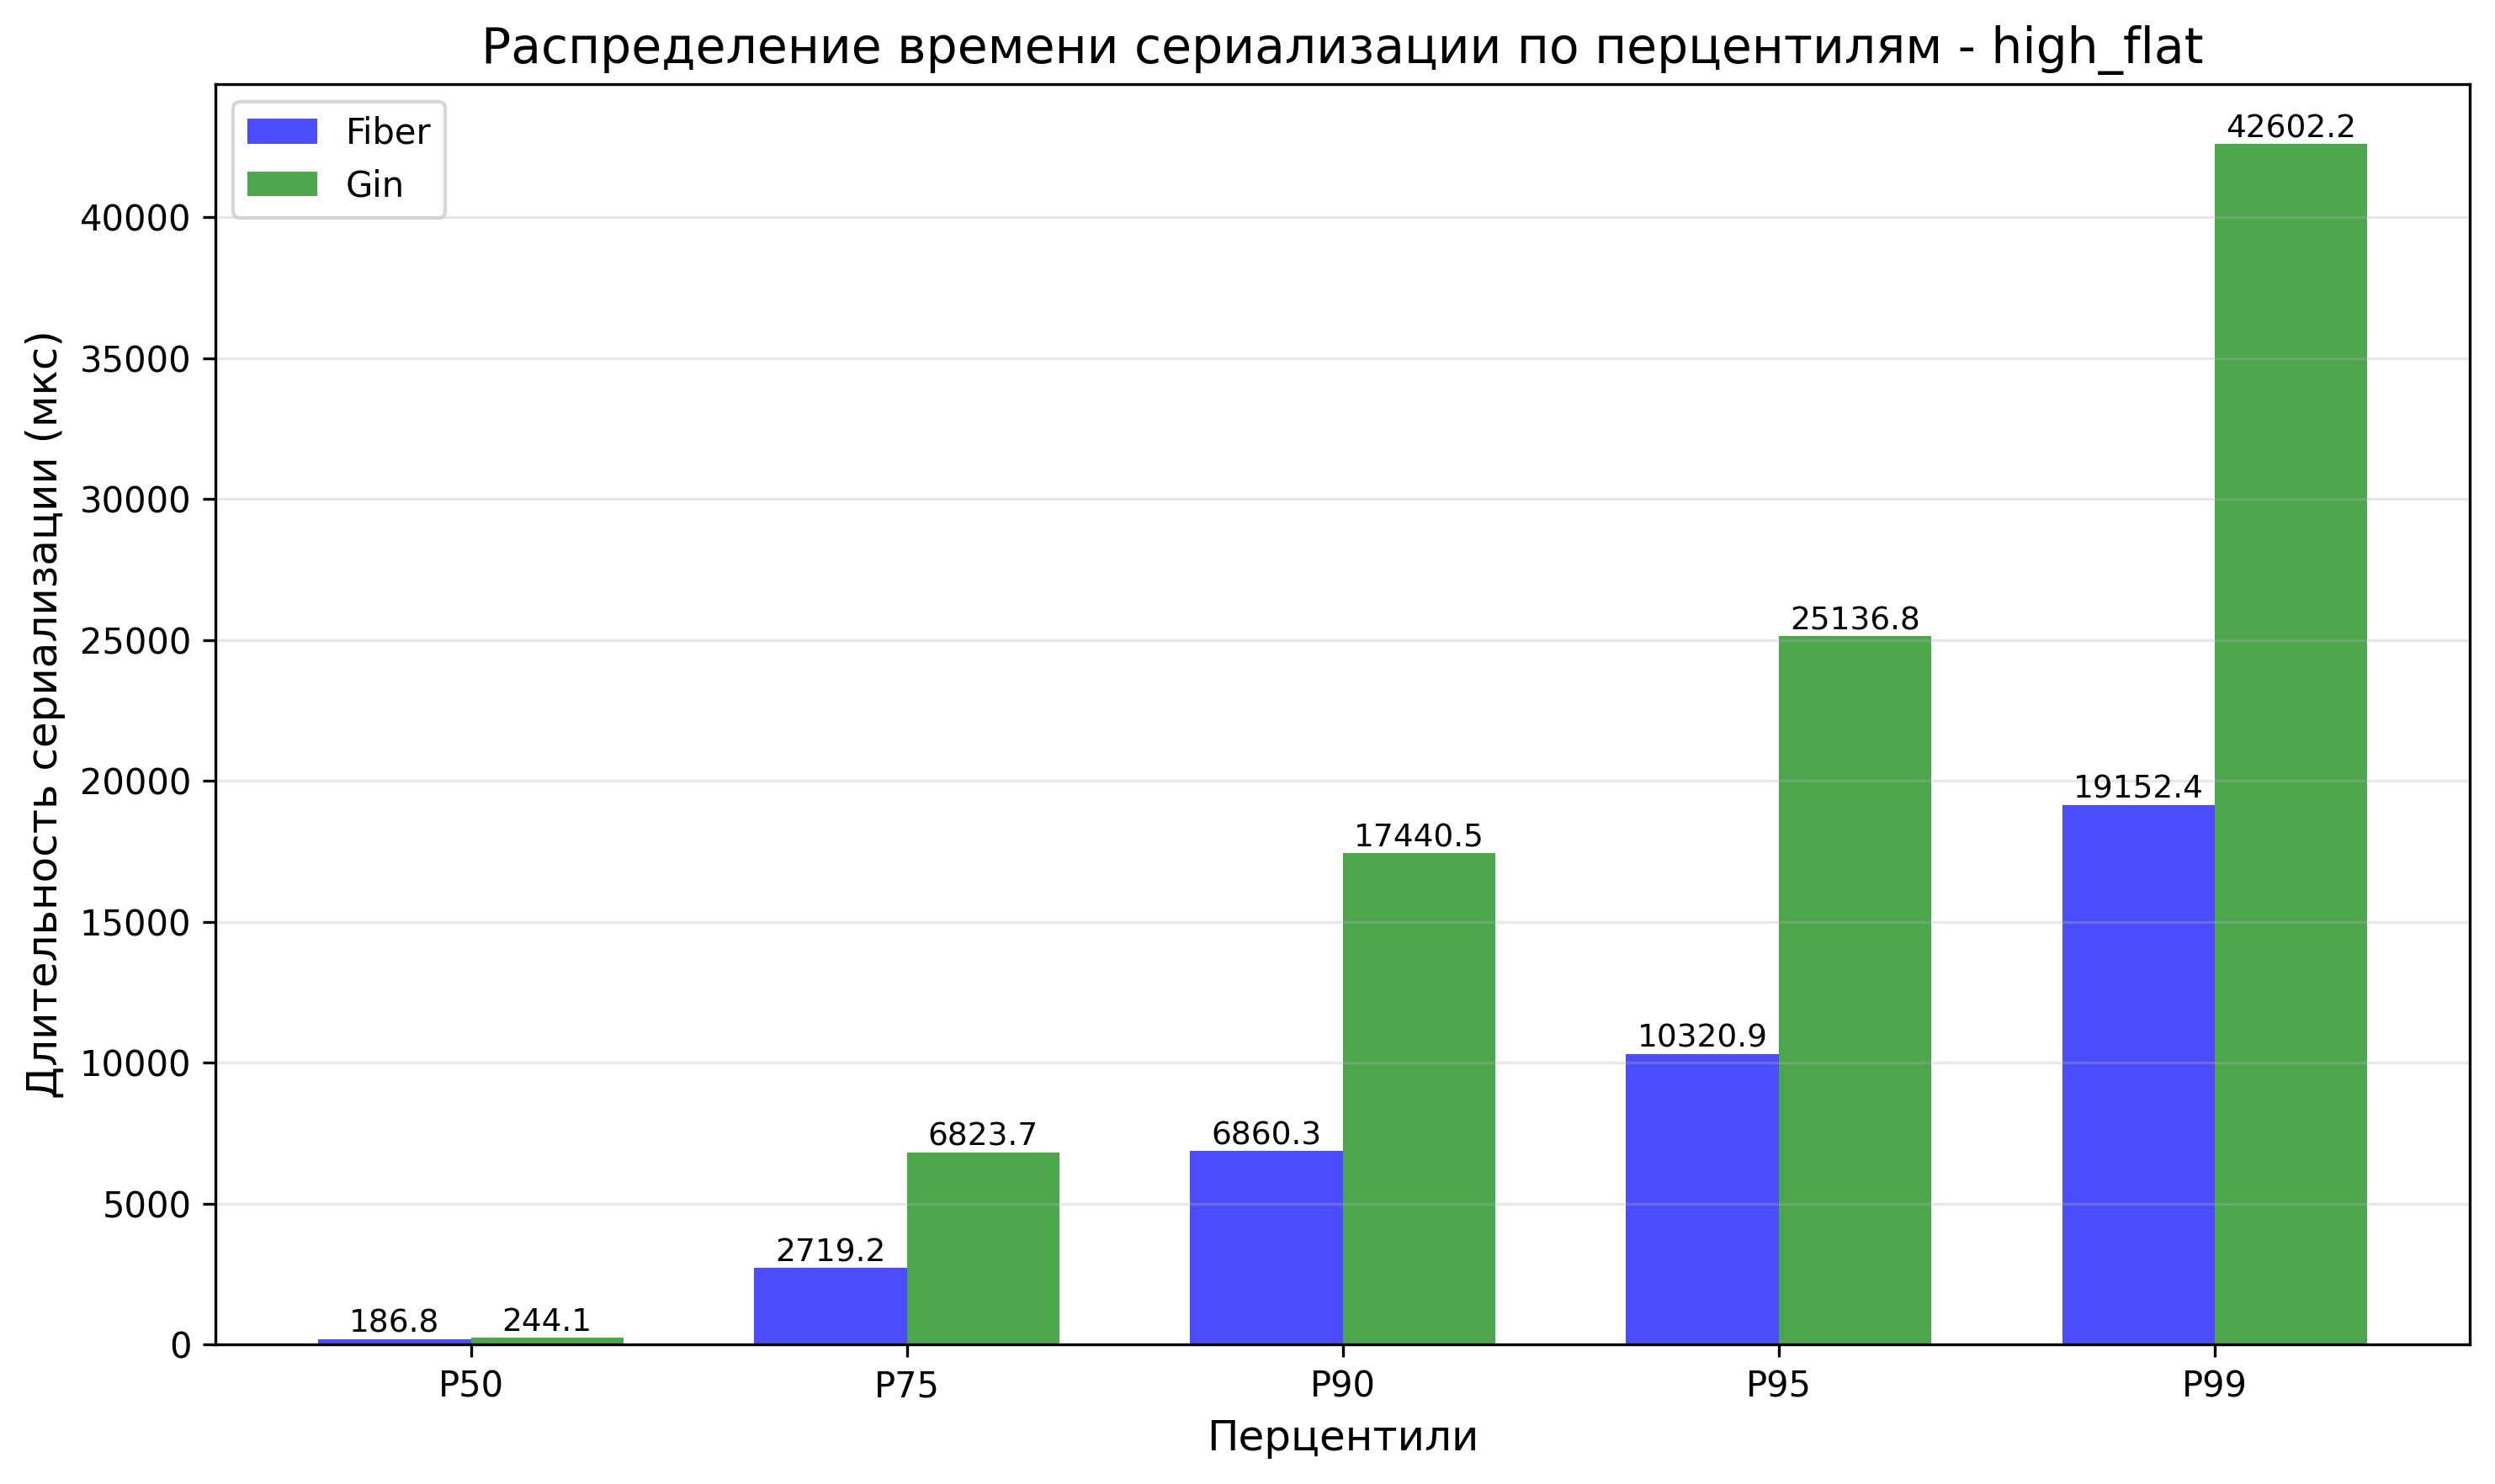 Распределение времени сериализации по перцентилям - high_flat
Fiber
Gin
Длительность сериализации (мкс)
40000
35000
30000
25000
20000
15000
10000
5000
0
186.8
244.1
2719.2
6823.7
6860.3
17440.5
10320.9
25136.8
19152.4
42602.2
P50
P75
P90
P95
P99
Перцентили